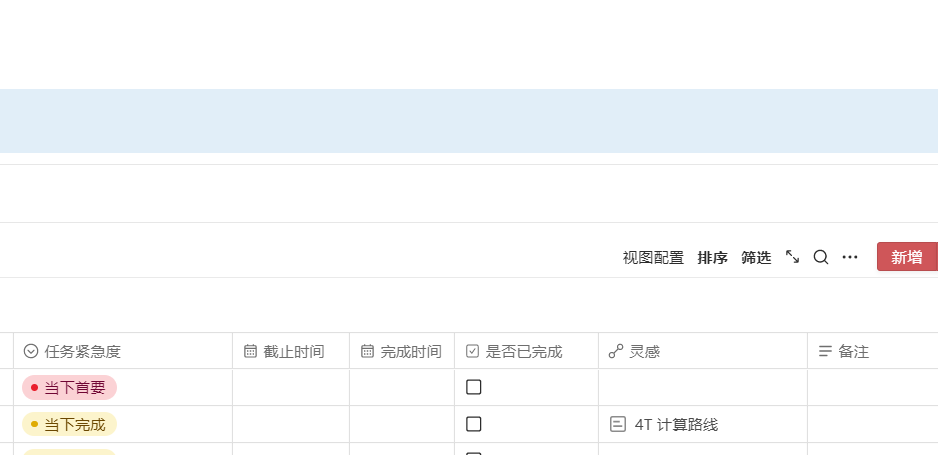 视图配置 排序 筛选 新增
任务紧急度 截止时间 完成时间 是否已完成 灵感 备注
当下首要
当下完成 4T 计算路线